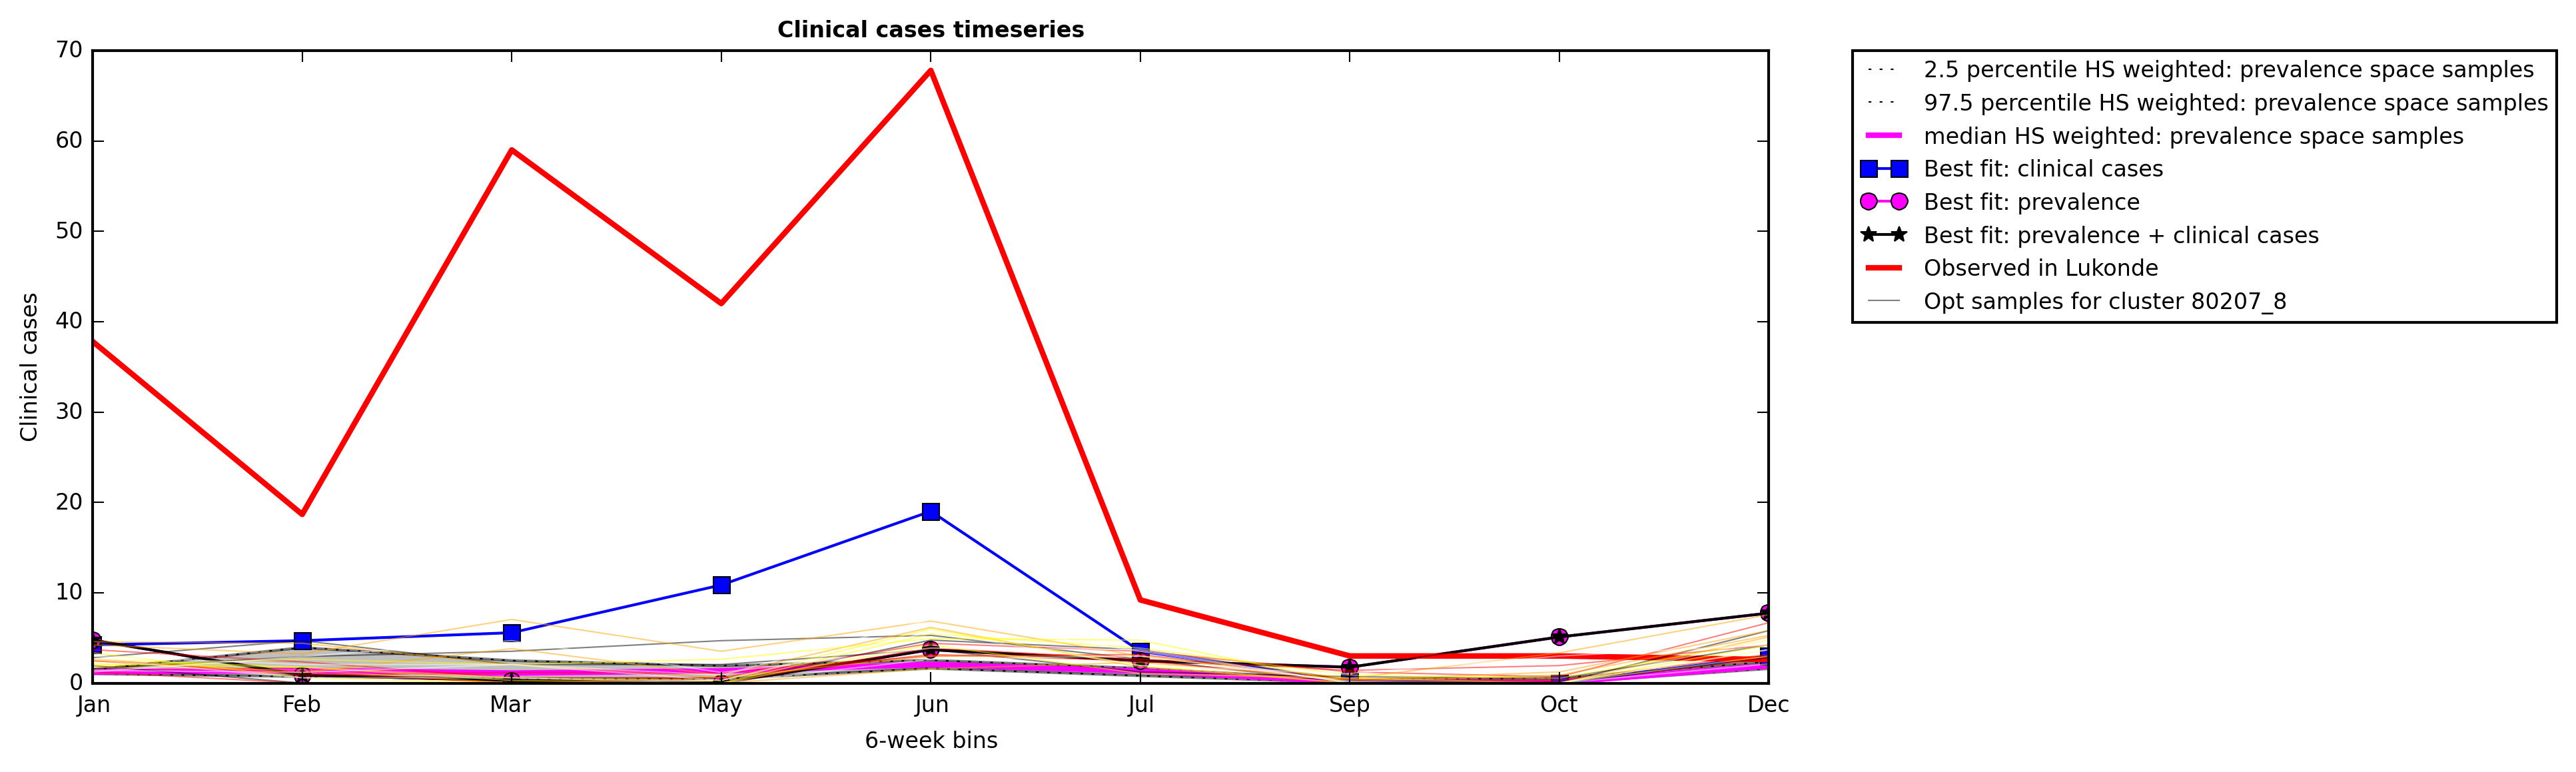 Clinical cases timeseries
70
60
50
40
30
20
10
0
Clinical cases
Jan Feb Mar May Jun Jul Sep Oct Dec
6-week bins
2.5 percentile HS weighted: prevalence space samples
97.5 percentile HS weighted: prevalence space samples
median HS weighted: prevalence space samples
Best fit: clinical cases
Best fit: prevalence
Best fit: prevalence + clinical cases
Observed in Lukonde
Opt samples for cluster 80207_8